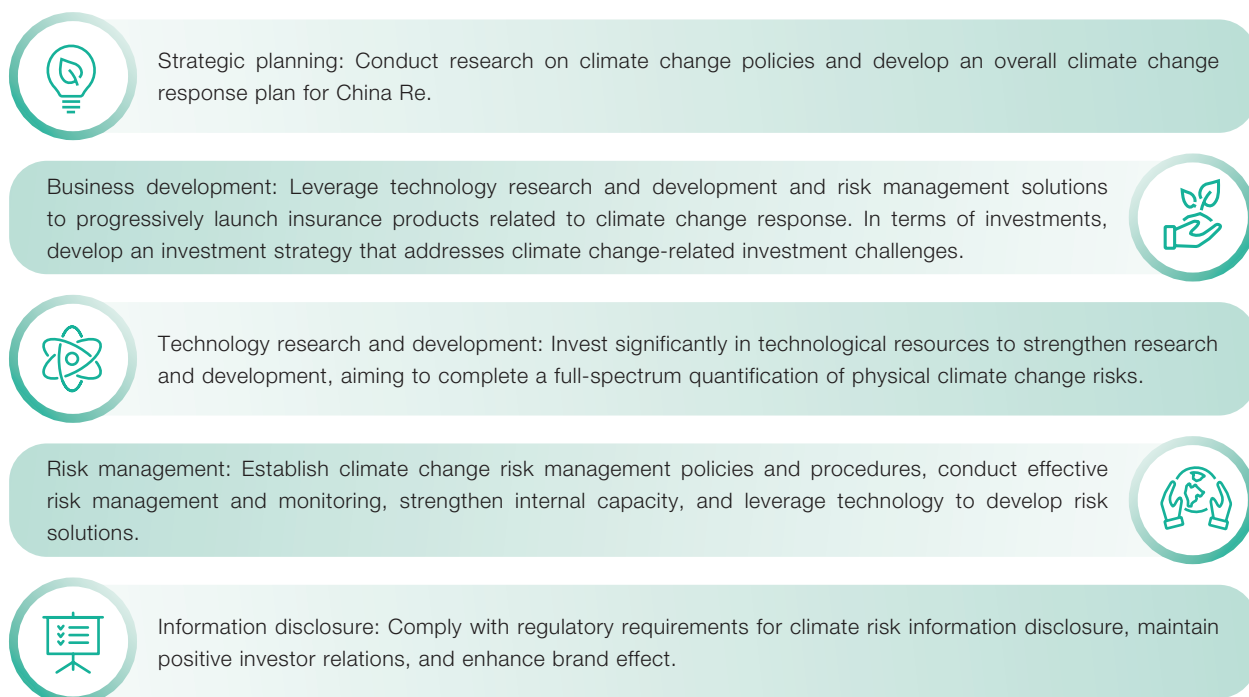 Strategic planning: Conduct research on climate change policies and develop an overall climate change
response plan for China Re.
Business development: Leverage technology research and development and risk management solutions
to progressively launch insurance products related to climate change response. In terms of investments,
develop an investment strategy that addresses climate change-related investment challenges.
Technology research and development: Invest significantly in technological resources to strengthen research
and development, aiming to complete a full-spectrum quantification of physical climate change risks.
Risk management: Establish climate change risk management policies and procedures, conduct effective
risk management and monitoring, strengthen internal capacity, and leverage technology to develop risk
solutions.
Information disclosure: Comply with regulatory requirements for climate risk information disclosure, maintain
positive investor relations, and enhance brand effect.